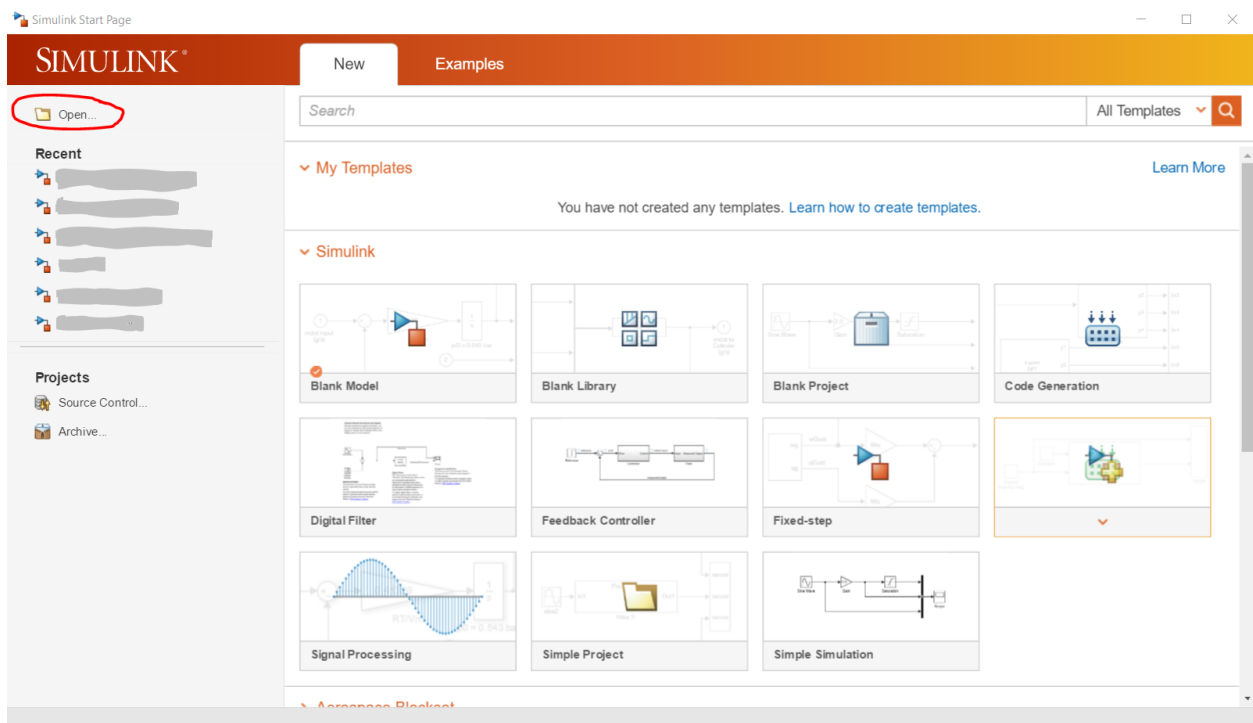 Simulink Start Page
SIMULINK®
New
Examples
Open...
Search
All Templates
Recent
My Templates
Learn More
You have not created any templates. Learn how to create templates.
Simulink
Blank Model
Blank Library
Blank Project
Code Generation
Projects
Source Control...
Archive...
Digital Filter
Feedback Controller
Fixed-step
Signal Processing
Simple Project
Simple Simulation
Aerospace Blockset